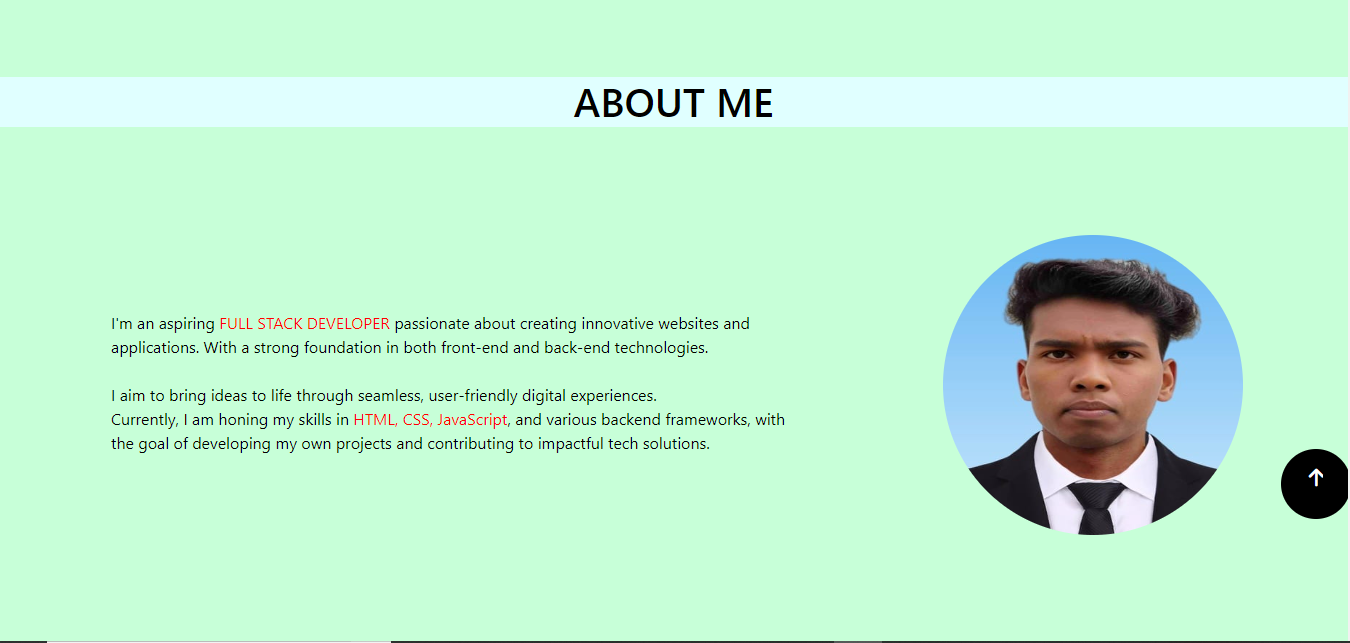 ABOUT ME
I'm an aspiring FULL STACK DEVELOPER passionate about creating innovative websites and
applications. With a strong foundation in both front-end and back-end technologies.
I aim to bring ideas to life through seamless, user-friendly digital experiences.
Currently, I am honing my skills in HTML, CSS, JavaScript, and various backend frameworks, with
the goal of developing my own projects and contributing to impactful tech solutions.